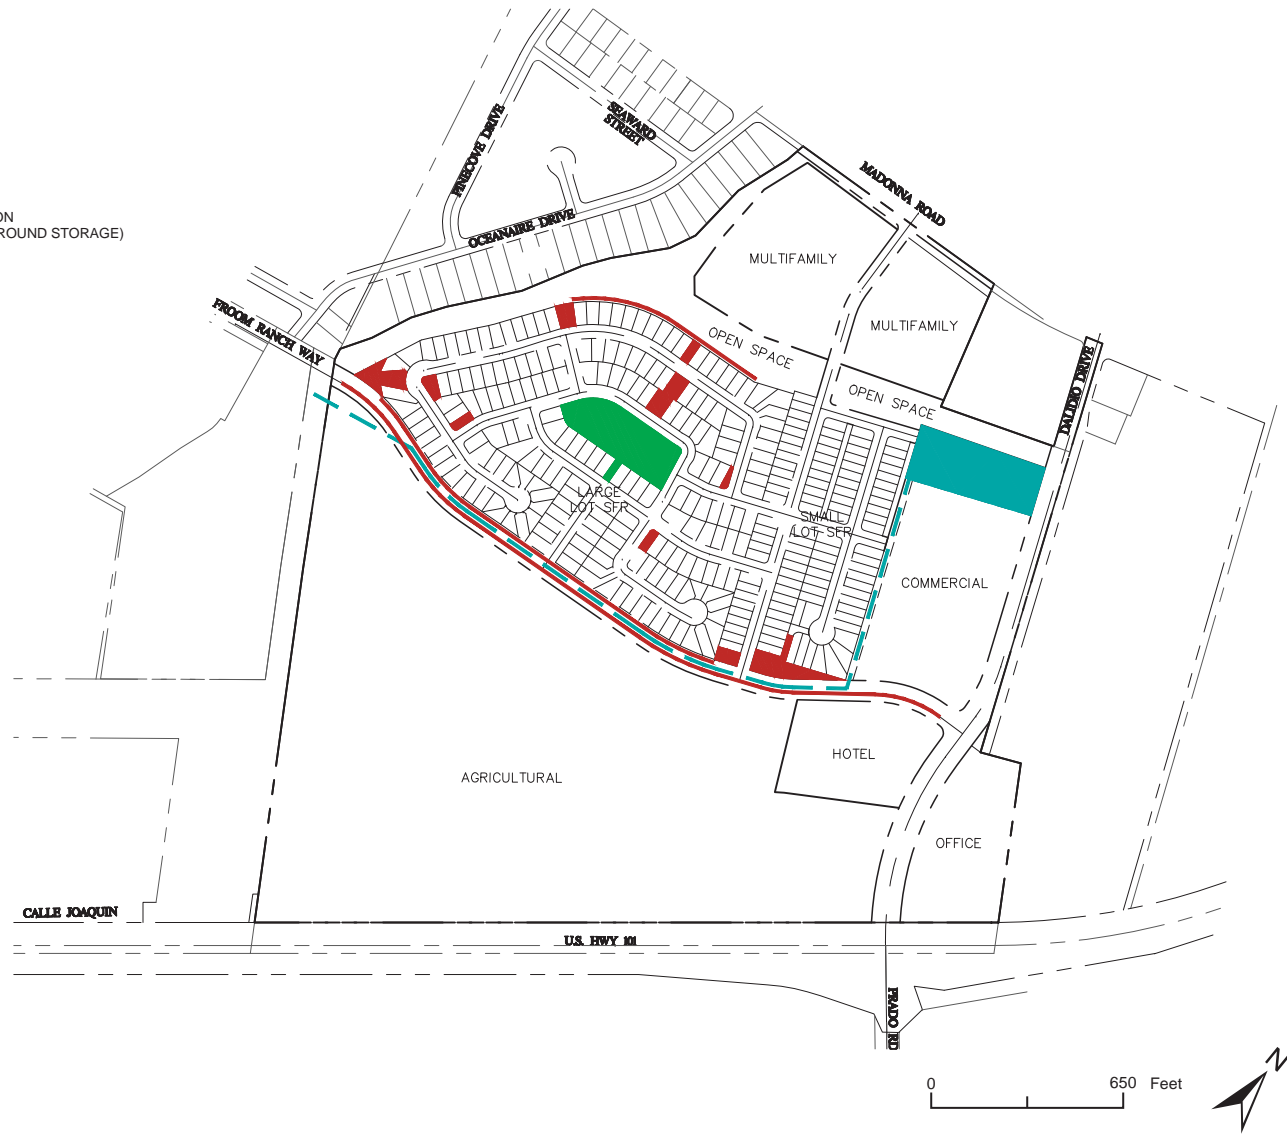 SEAWARD
STREET
PINECOVE DRIVE
MADONNA ROAD
ON
ROUND STORAGE)
OCEANAIRE DRIVE
MULTIFAMILY
FROOM RANCH WAY
MULTIFAMILY
OPEN SPACE
DALIDIO DRIVE
OPEN SPACE
LARGE
LOT SFR
SMALL
LOT SFR
COMMERCIAL
HOTEL
AGRICULTURAL
OFFICE
CALLE JOAQUIN
U.S. HWY 101
PRADO RD
N
0 650 Feet